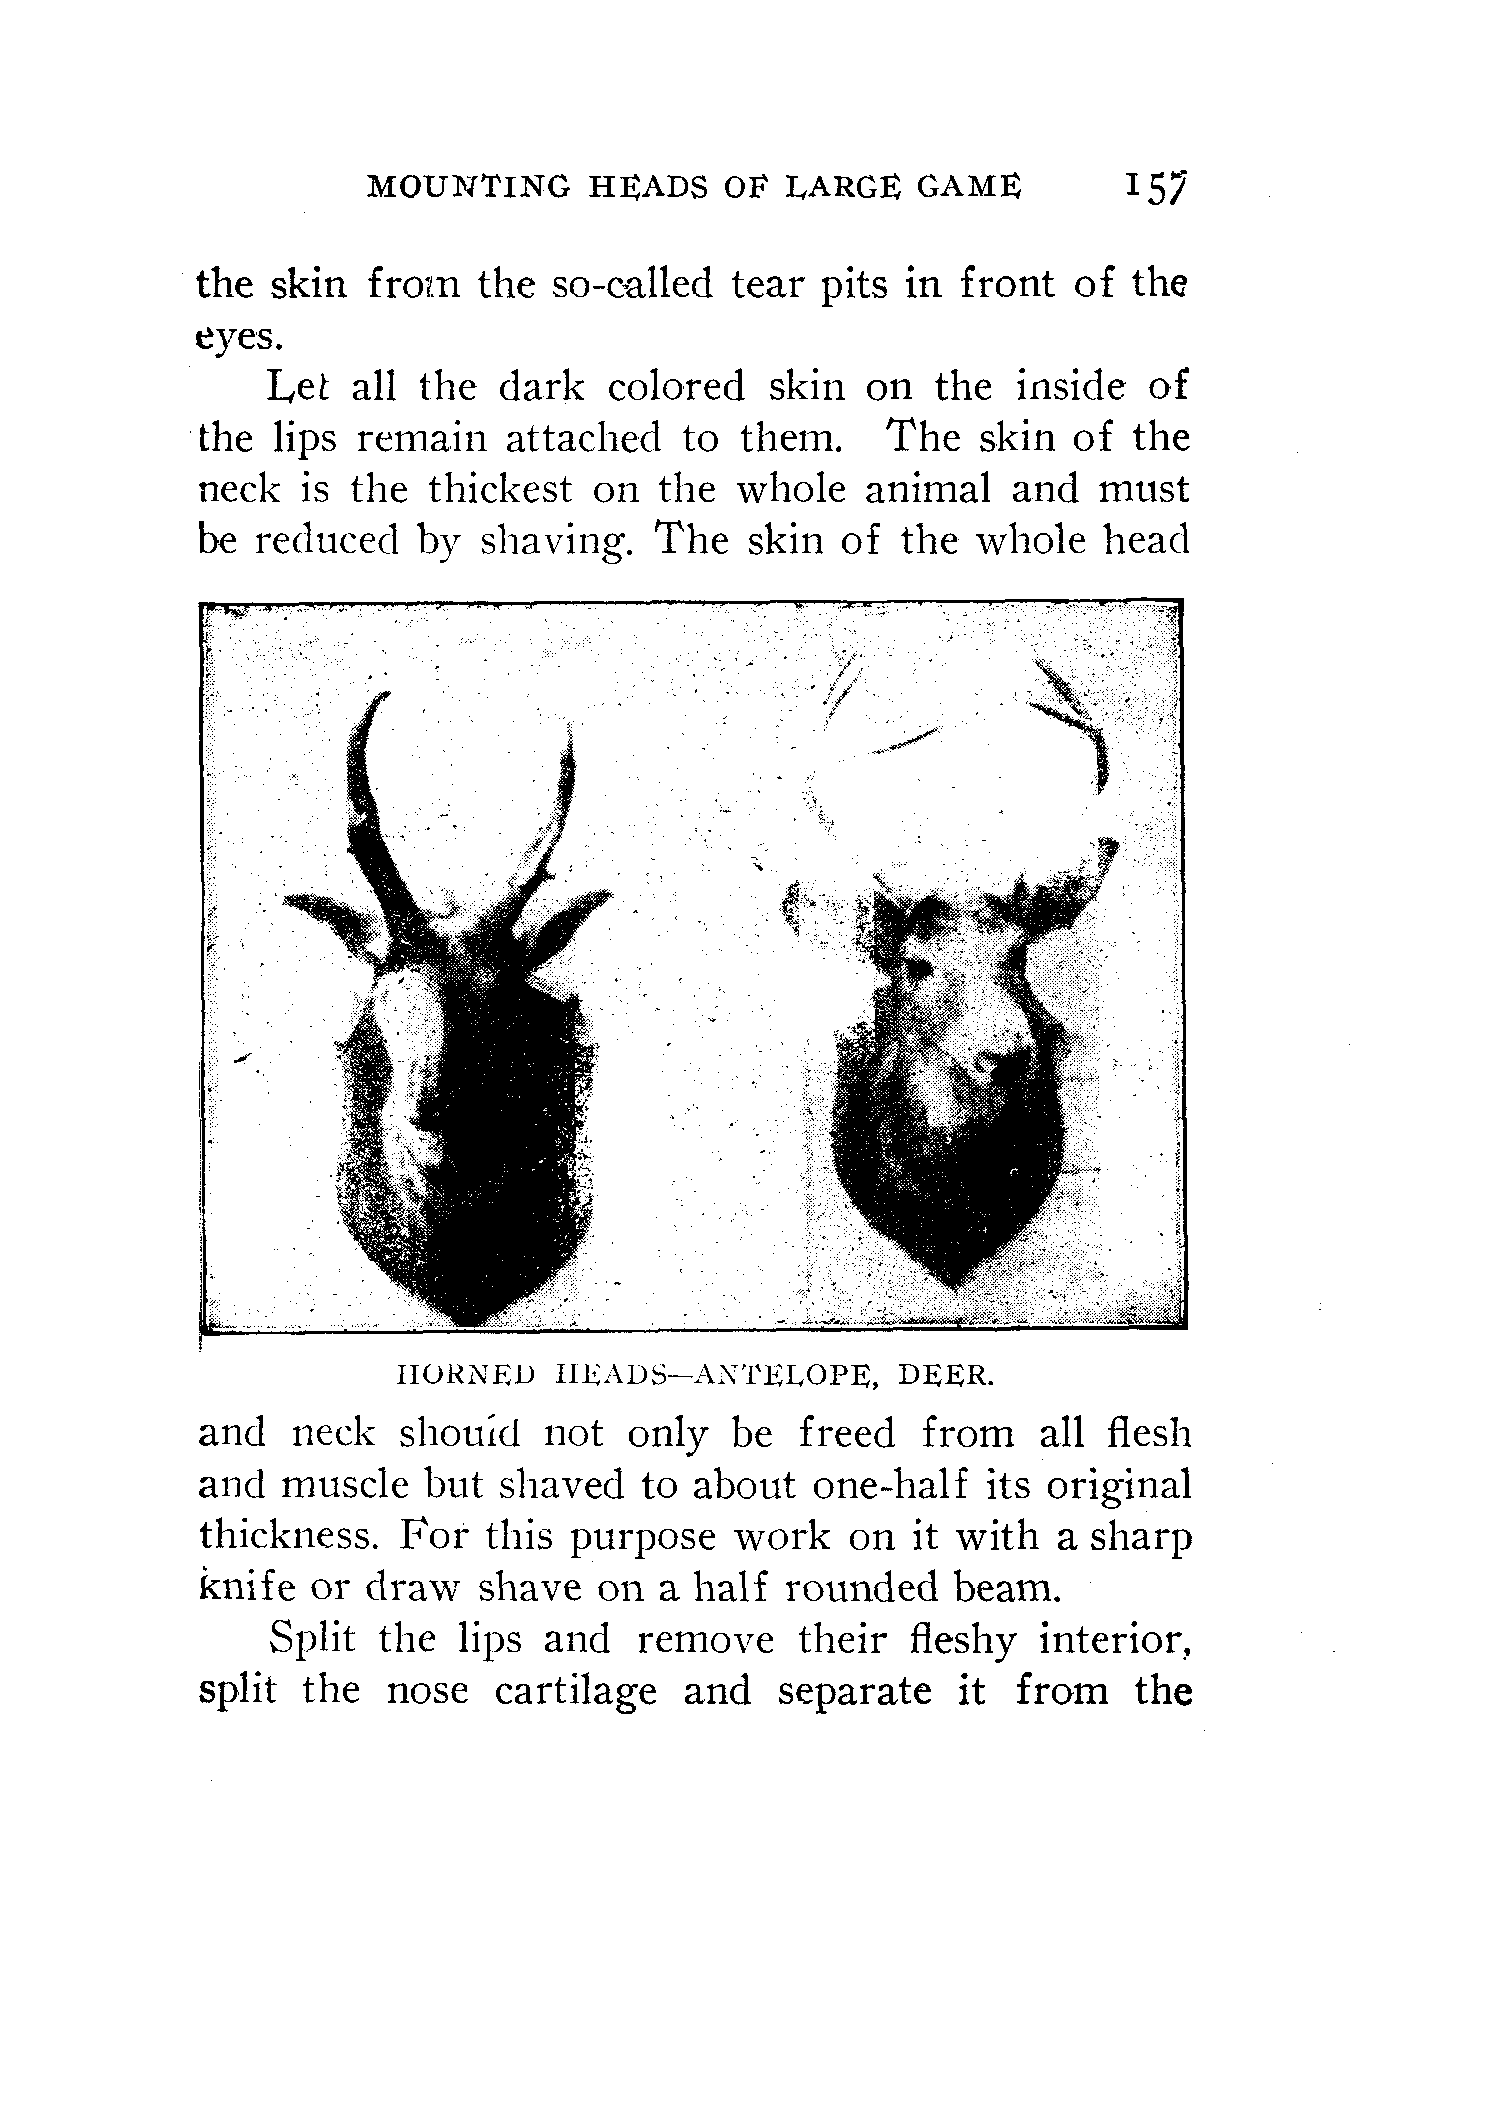 MOUNTING HEADS OF LARGE GAME 157
the skin from the so-called tear pits in front of the
eyes.
Let all the dark colored skin on the inside of
the lips remain attached to them. The skin of the
neck is the thickest on the whole animal and must
be reduced by shaving. The skin of the whole head
HORNED HEADS—ANTELOPE, DEER.
and neck should not only be freed from all flesh
and muscle but shaved to about one-half its original
thickness. For this purpose work on it with a sharp
knife or draw shave on a half rounded beam.
Split the lips and remove their fleshy interior,
split the nose cartilage and separate it from the